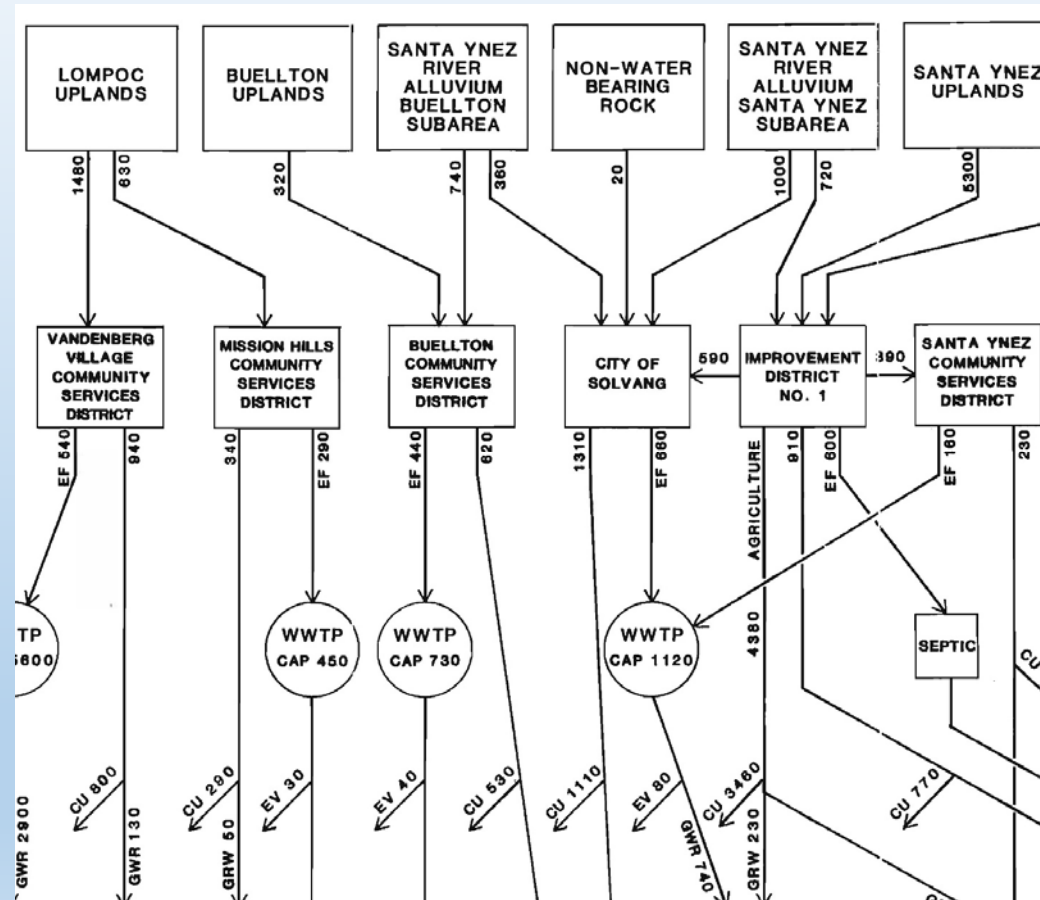 LOMPOC
UPLANDS
BUELLTON
UPLANDS
SANTA YNEZ
RIVER
ALLUVIUM
BUELLTON
SUBAREA
NON-WATER
BEARING
ROCK
SANTA YNEZ
RIVER
ALLUVIUM
SANTA YNEZ
SUBAREA
SANTA YNEZ
UPLANDS
1480
630
320
740
360
20
1000
720
5300
VANDENBERG
VILLAGE
COMMUNITY
SERVICES
DISTRICT
MISSION HILLS
COMMUNITY
SERVICES
DISTRICT
BUELLTON
COMMUNITY
SERVICES
DISTRICT
CITY OF
SOLVANG
590
IMPROVEMENT
DISTRICT
NO. 1
390
SANTA YNEZ
COMMUNITY
SERVICES
DISTRICT
EF 540
940
340
EF 290
EF 440
620
1310
EF 660
AGRICULTURE
4380
910
EF 600
EF 160
230
TP
5600
WWTP
CAP 450
WWTP
CAP 730
WWTP
CAP 1120
SEPTIC
CU
CU 800
CU 290
EV 30
EV 40
CU 530
CU 1110
EV 80
CU 3460
CU 770
GWR 2900
GWR 130
GRW 50
GWR 740
GRW 230